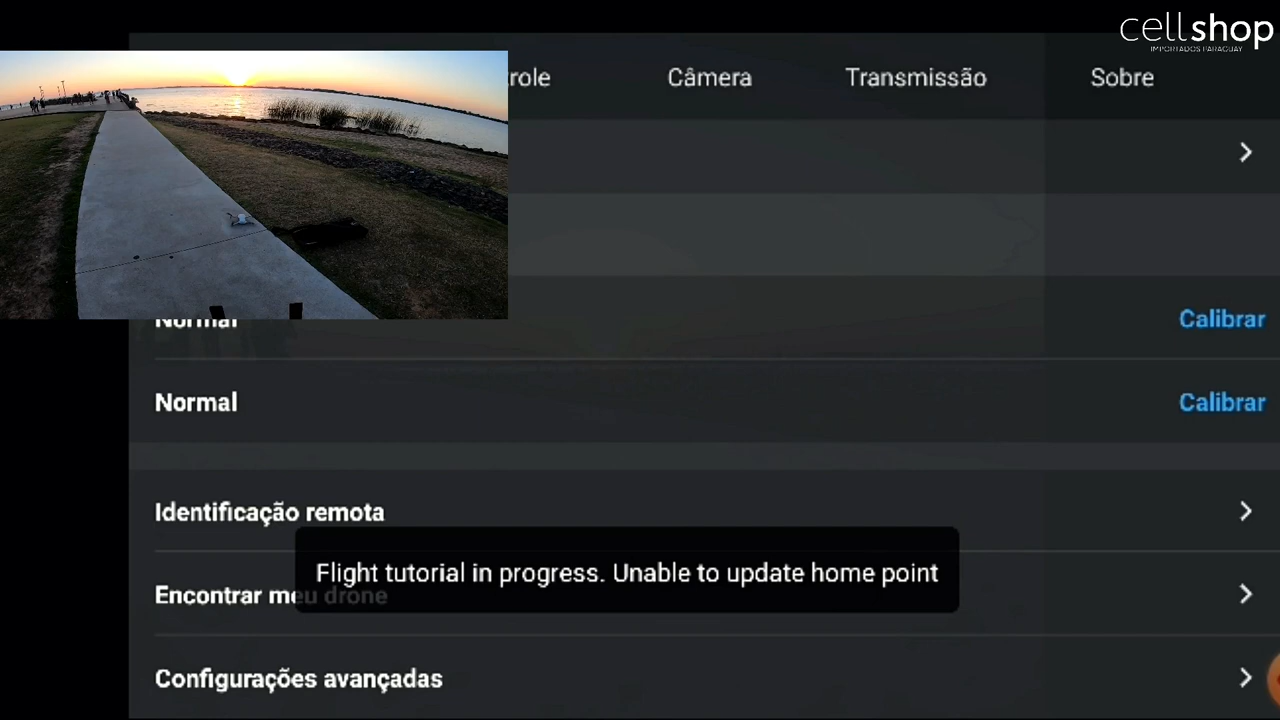 cellshop
IMPORTADOS PARAGUAY
role
Câmera
Transmissão
Sobre
Normal
Calibrar
Normal
Calibrar
Identificação remota
Flight tutorial in progress. Unable to update home point
Encontrar meu drone
Configurações avançadas